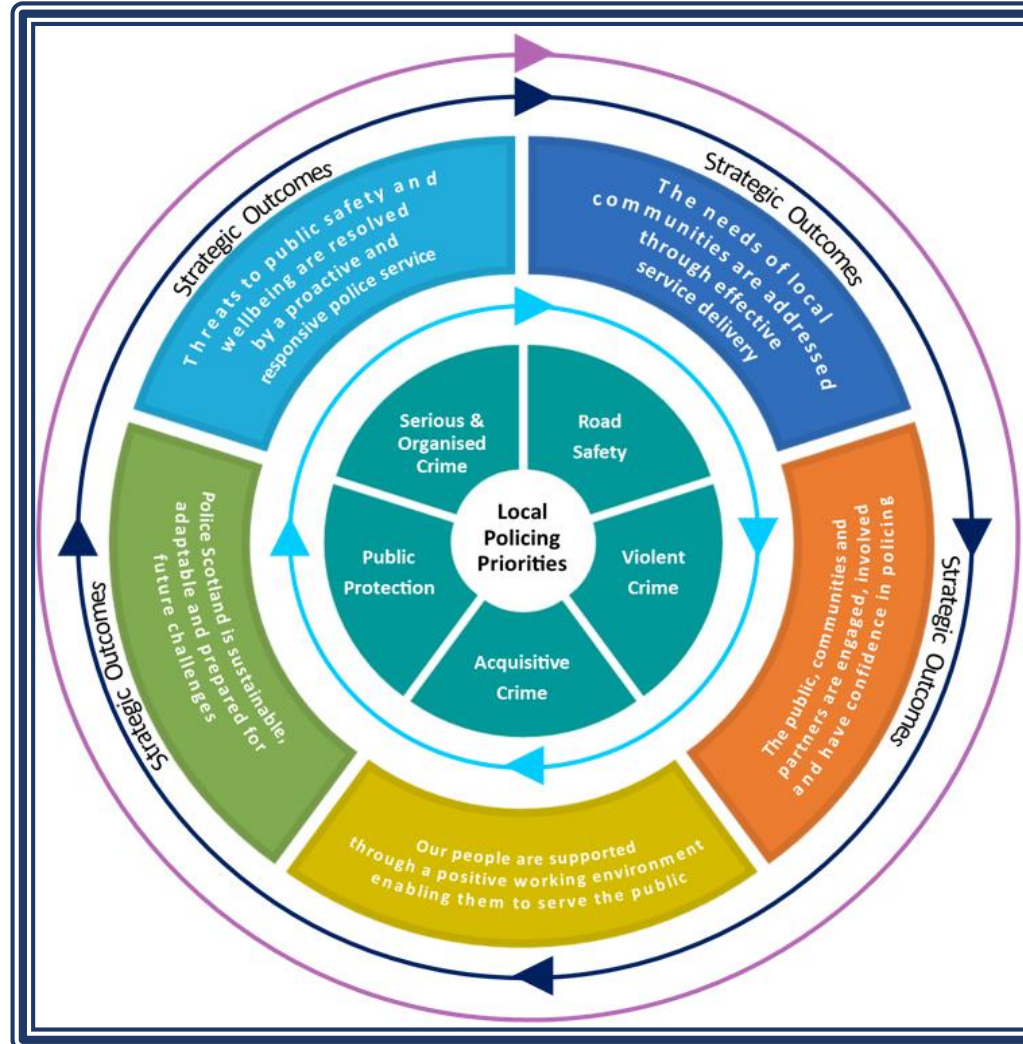 Strategic Outcomes
Threats to public safety and
wellbeing are resolved
by a proactive and
responsive police service
Strategic Outcomes
The needs of local
communities are addressed
through effective
service delivery
Strategic Outcomes
The public, communities and
partners are engaged, involved
and have confidence in policing
Our people are supported
through a positive working environment
enabling them to serve the public
Strategic Outcomes
Police Scotland is sustainable,
adaptable and prepared for
future challenges
Serious &
Organised
Crime
Road
Safety
Violent
Crime
Acquisitive
Crime
Public
Protection
Local
Policing
Priorities